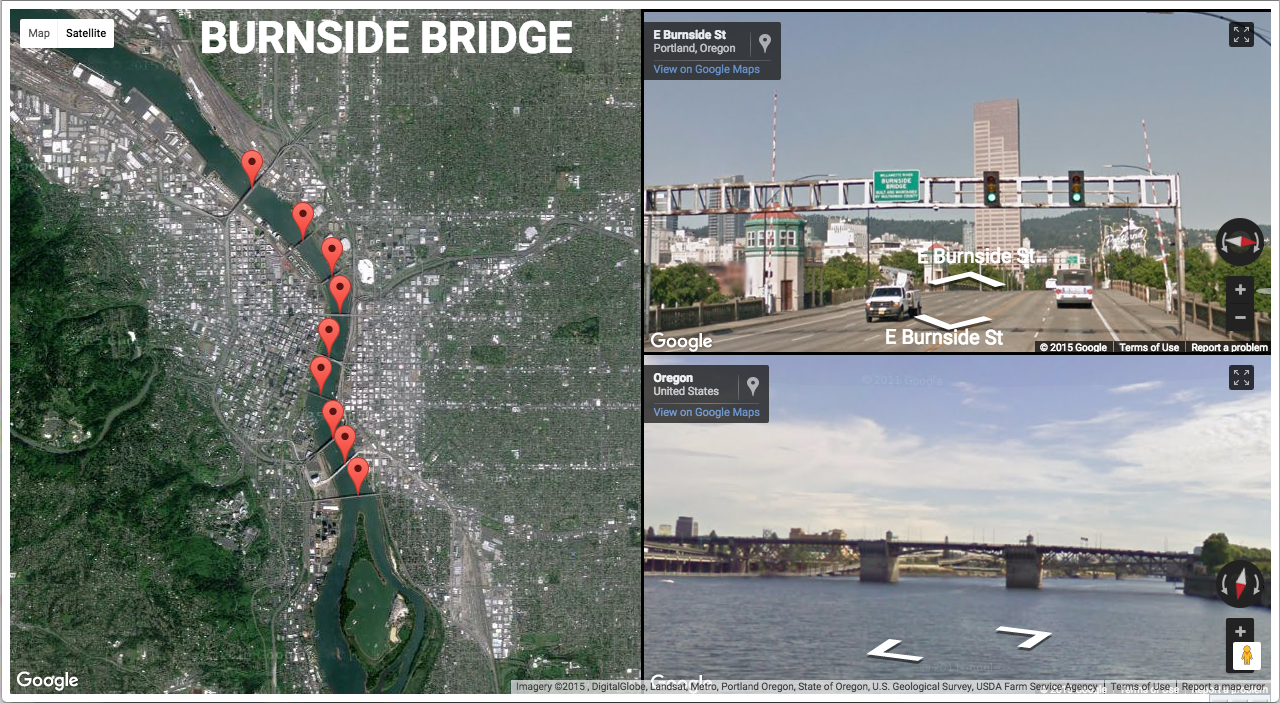 Map Satellite
BURNSIDE BRIDGE
Google
Imagery ©2015 , DigitalGlobe, Landsat, Metro, Portland Oregon, State of Oregon, U.S. Geological Survey, USDA Farm Service Agency | Terms of Use | Report a map error
E Burnside St
Portland, Oregon
View on Google Maps
WILLAMETTE RIVER
BURNSIDE
BRIDGE
E Burnside St
E Burnside St
Google
© 2015 Google | Terms of Use | Report a problem
Oregon
United States
View on Google Maps
Google